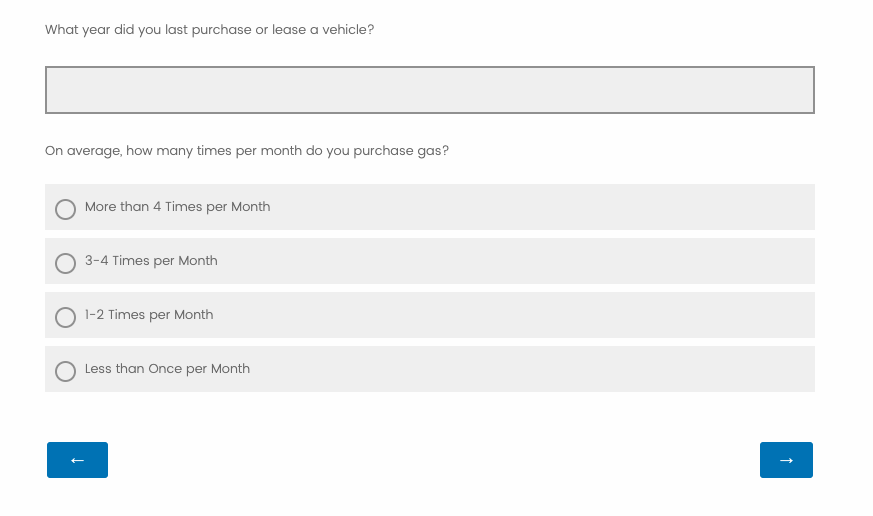 What year did you last purchase or lease a vehicle?
On average, how many times per month do you purchase gas?
More than 4 Times per Month
3-4 Times per Month
1-2 Times per Month
Less than Once per Month
← →